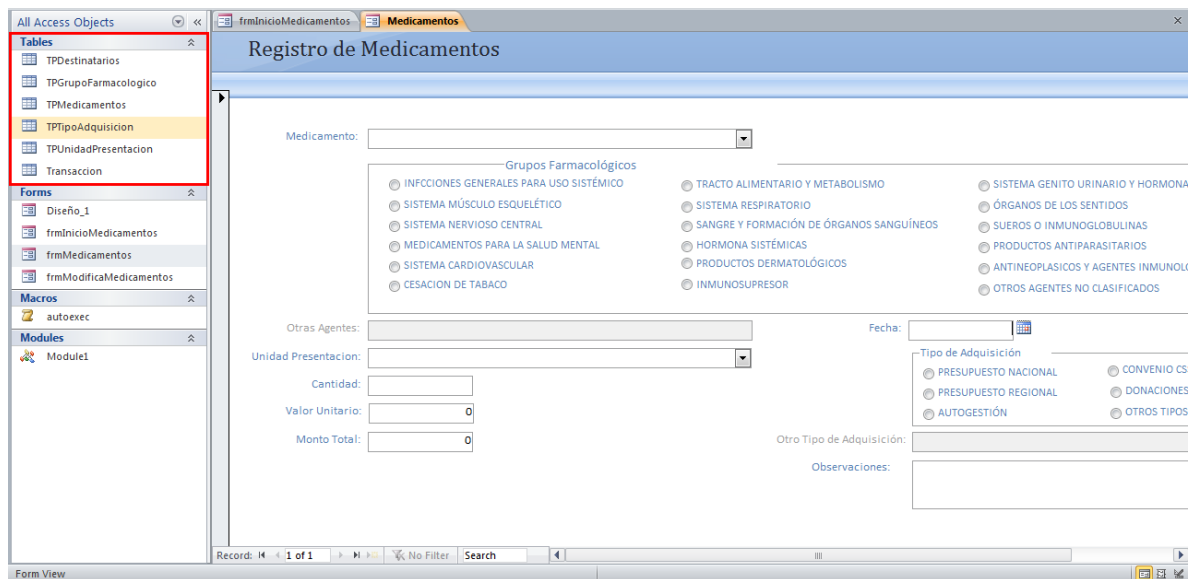 All Access Objects
Tables
TPDestinatarios
TPGrupoFarmacologico
TPMedicamentos
TPTipoAdquisicion
TPUnidadPresentacion
Transaccion
Forms
Diseño_1
frmInicioMedicamentos
frmMedicamentos
frmModificaMedicamentos
Macros
autoexec
Modules
Module1
frmInicioMedicamentos Medicamentos
Registro de Medicamentos
Medicamento:
Grupos Farmacológicos
INFCCIONES GENERALES PARA USO SISTÉMICO TRACTO ALIMENTARIO Y METABOLISMO SISTEMA GENITO URINARIO Y HORMONA
SISTEMA MÚSCULO ESQUELÉTICO SISTEMA RESPIRATORIO ÓRGANOS DE LOS SENTIDOS
SISTEMA NERVIOSO CENTRAL SANGRE Y FORMACIÓN DE ÓRGANOS SANGUÍNEOS SUEROS O INMUNOGLOBULINAS
MEDICAMENTOS PARA LA SALUD MENTAL HORMONA SISTÉMICAS PRODUCTOS ANTIPARASITARIOS
SISTEMA CARDIOVASCULAR PRODUCTOS DERMATOLÓGICOS ANTINEOPLASICOS Y AGENTES INMUNOLO
CESACION DE TABACO INMUNOSUPRESOR OTROS AGENTES NO CLASIFICADOS
Otras Agentes: Fecha:
Unidad Presentacion: Tipo de Adquisición
PRESUPUESTO NACIONAL CONVENIO CS
Cantidad: PRESUPUESTO REGIONAL DONACIONES
Valor Unitario: 0 AUTOGESTIÓN OTROS TIPOS
Monto Total: 0 Otro Tipo de Adquisición:
Observaciones:
Record: 1 of 1 No Filter Search
Form View